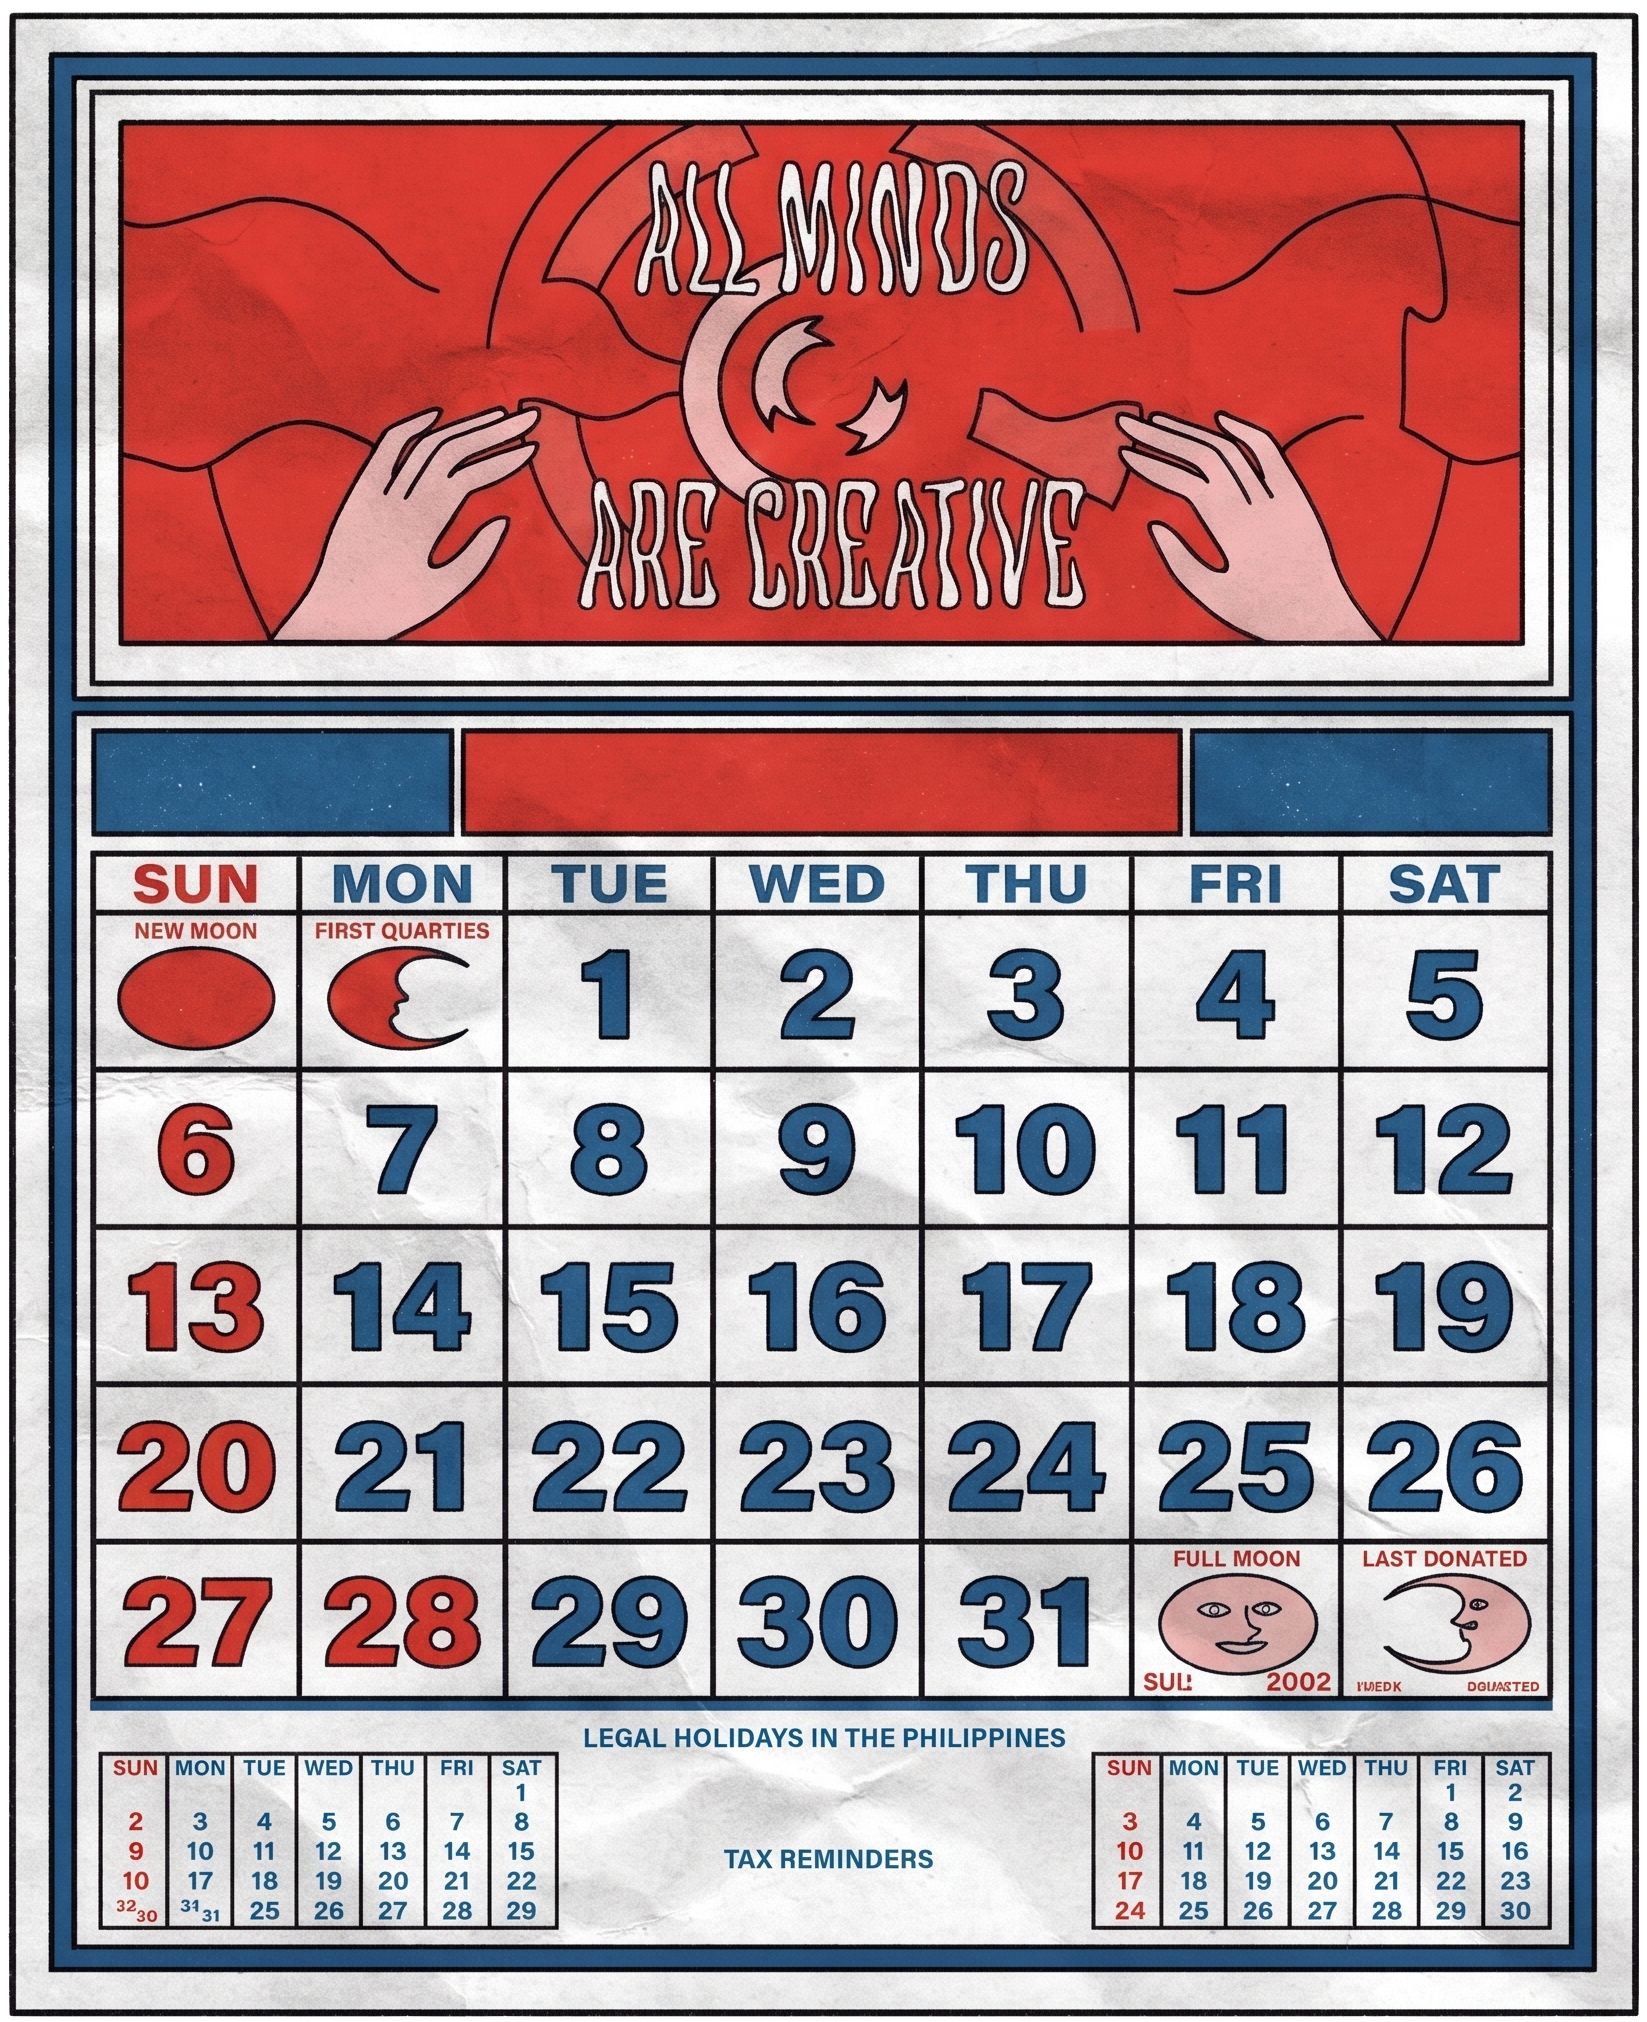 ALL MINDS
ARE CREATIVE
SUN MON TUE WED THU FRI SAT
NEW MOON FIRST QUARTIES
1 2 3 4 5
6 7 8 9 10 11 12
13 14 15 16 17 18 19
20 21 22 23 24 25 26
FULL MOON LAST DONATED
27 28 29 30 31
2002
LEGAL HOLIDAYS IN THE PHILIPPINES
SUN MON TUE WED THU FRI SAT
1
2 3 4 5 6 7 8
9 10 11 12 13 14 15
10 17 18 19 20 21 22
32 30 31 31 25 26 27 28 29
TAX REMINDERS
SUN MON TUE WED THU FRI SAT
1 2
3 4 5 6 7 8 9
10 11 12 13 14 15 16
17 18 19 20 21 22 23
24 25 26 27 28 29 30